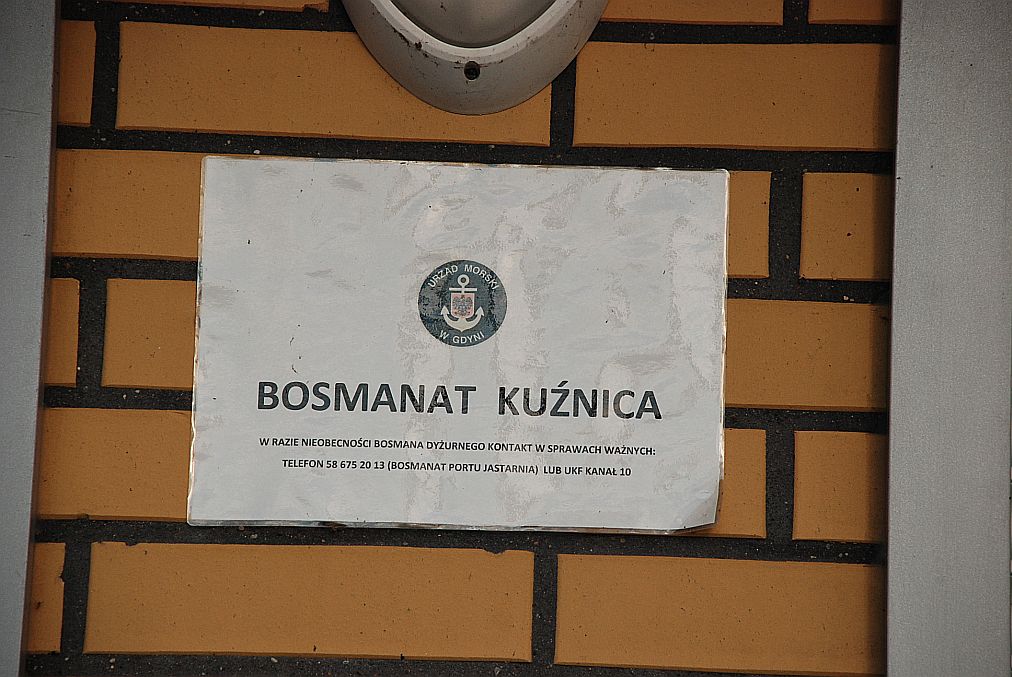 URZĄD MORSKI
W GDYNI
BOSMANAT KUŹNICA
W RAZIE NIEOBECNOŚCI BOSMANA DYŻURNEGO KONTAKT W SPRAWACH WAŻNYCH:
TELEFON 58 675 20 13 (BOSMANAT PORTU JASTARNIA) LUB UKF KANAŁ 10